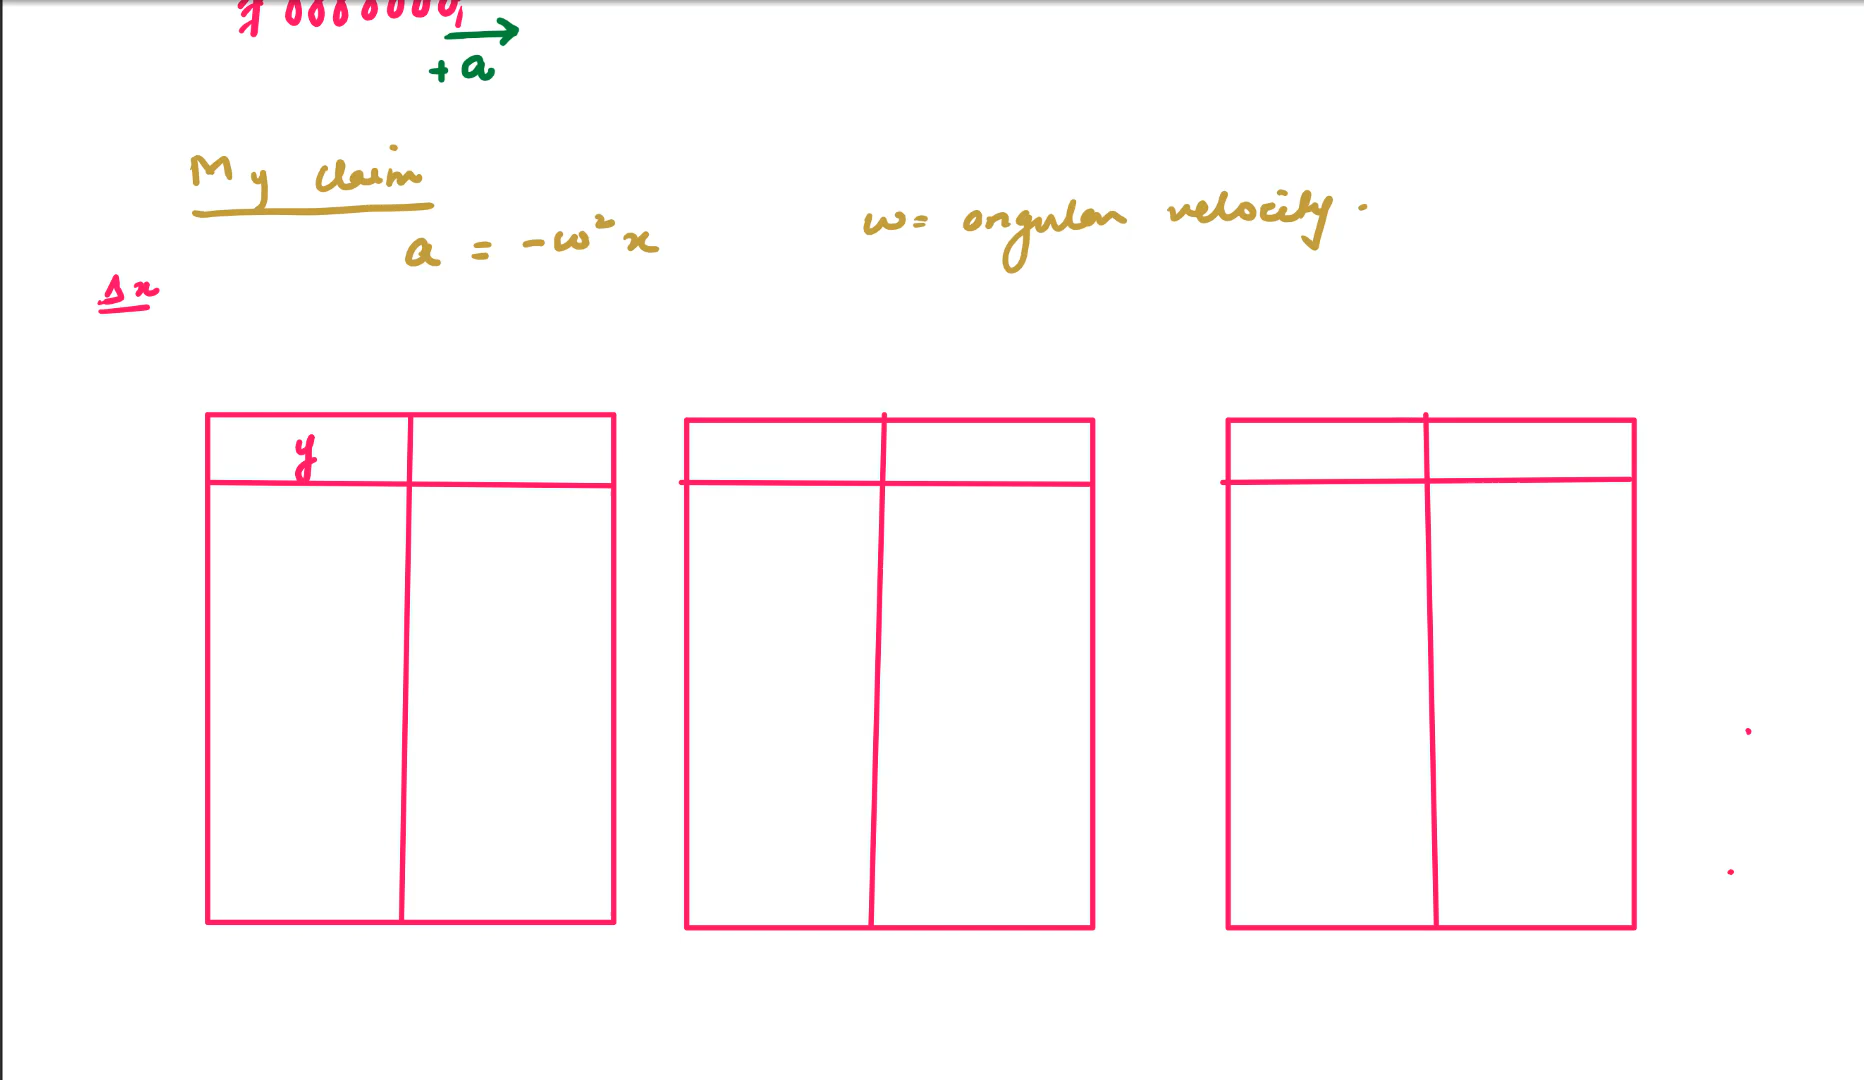 + a
My claim
a = -ω²x
ω = angular velocity.
Δx
y